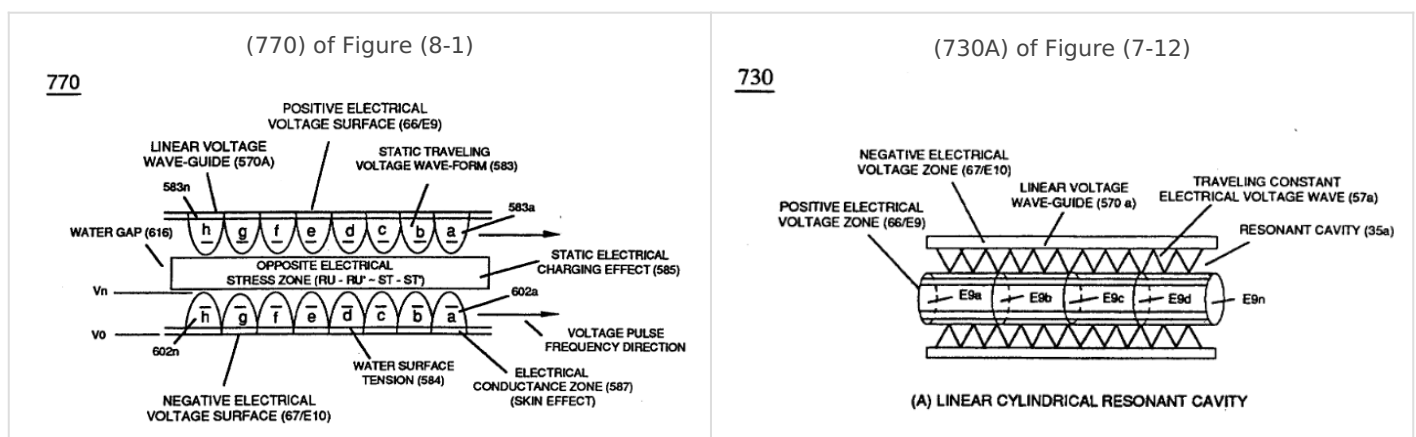 (770) of Figure (8-1)
770
POSITIVE ELECTRICAL
VOLTAGE SURFACE (66/E9)
LINEAR VOLTAGE
WAVE-GUIDE (570A)
STATIC TRAVELING
VOLTAGE WAVE-FORM (583)
583n
583a
h g f e d c b a
WATER GAP (616)
OPPOSITE ELECTRICAL
STRESS ZONE (RU - RU' ~ ST - ST')
STATIC ELECTRICAL
CHARGING EFFECT (585)
Vn
602a
h g f e d c b a
Vo
602n
VOLTAGE PULSE
FREQUENCY DIRECTION
WATER SURFACE
TENSION (584)
ELECTRICAL
CONDUCTANCE ZONE (587)
(SKIN EFFECT)
NEGATIVE ELECTRICAL
VOLTAGE SURFACE (67/E10)
(730A) of Figure (7-12)
730
NEGATIVE ELECTRICAL
VOLTAGE ZONE (67/E10)
LINEAR VOLTAGE
WAVE-GUIDE (570 a)
TRAVELING CONSTANT
ELECTRICAL VOLTAGE WAVE (57a)
POSITIVE ELECTRICAL
VOLTAGE ZONE (66/E9)
RESONANT CAVITY (35a)
E9a E9b E9c E9d E9n
(A) LINEAR CYLINDRICAL RESONANT CAVITY